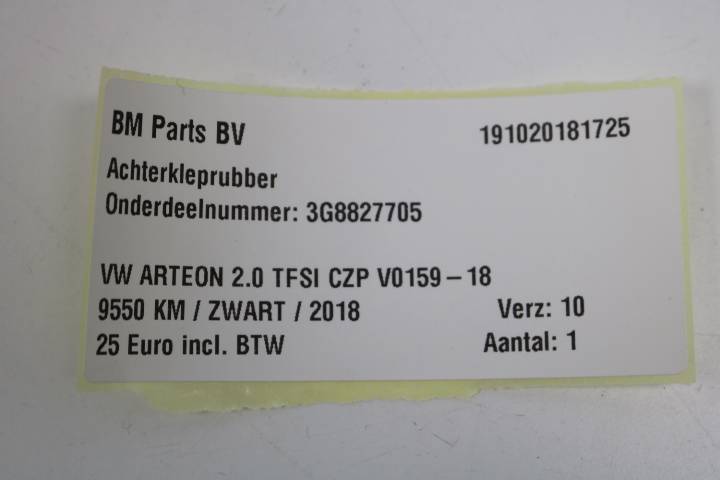 BM Parts BV 191020181725
Achterkleprubber
Onderdeelnummer: 3G8827705
VW ARTEON 2.0 TFSI CZP V0159-18
9550 KM / ZWART / 2018 Verz: 10
25 Euro incl. BTW Aantal: 1